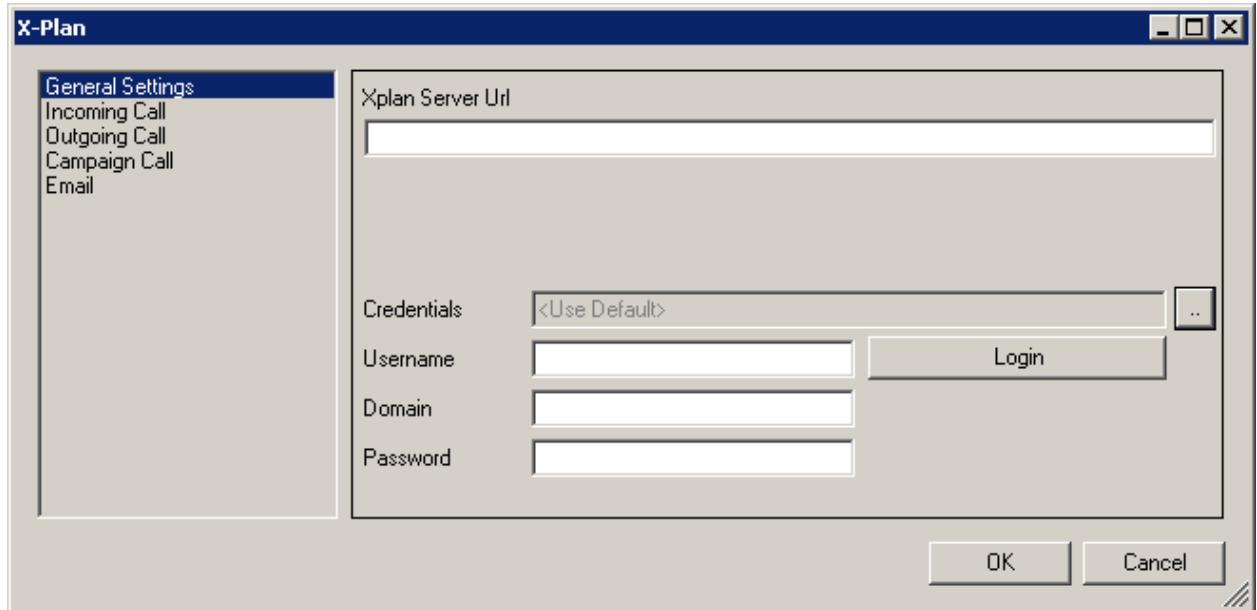 X-Plan
General Settings
Incoming Call
Outgoing Call
Campaign Call
Email
Xplan Server Url
Credentials
<Use Default>
..
Username
Login
Domain
Password
OK
Cancel